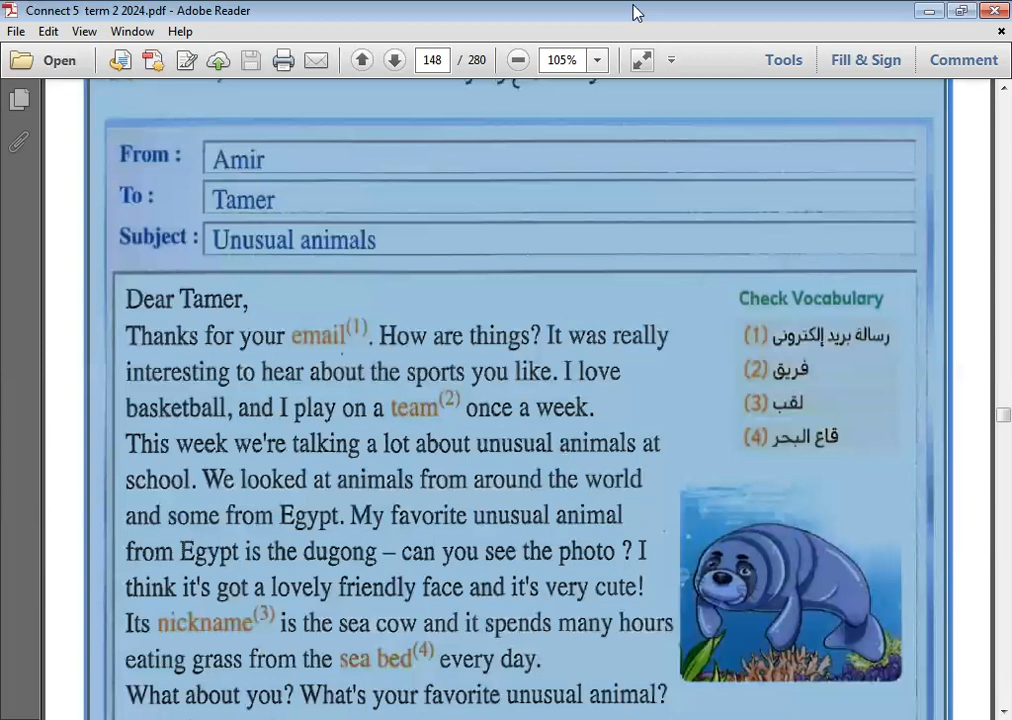 Connect 5 term 2 2024.pdf - Adobe Reader
File Edit View Window Help
Open 148 / 280 105% Tools Fill & Sign Comment
From : Amir
To : Tamer
Subject : Unusual animals
Dear Tamer,
Thanks for your email(1). How are things? It was really
interesting to hear about the sports you like. I love
basketball, and I play on a team(2) once a week.
This week we're talking a lot about unusual animals at
school. We looked at animals from around the world
and some from Egypt. My favorite unusual animal
from Egypt is the dugong – can you see the photo ? I
think it's got a lovely friendly face and it's very cute!
Its nickname(3) is the sea cow and it spends many hours
eating grass from the sea bed(4) every day.
What about you? What's your favorite unusual animal?
Check Vocabulary
(1) رسالة بريد إلكترونى
(2) فريق
(3) لقب
(4) قاع البحر